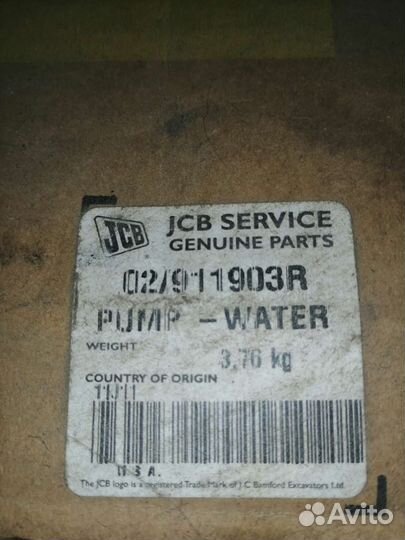 JCB
JCB SERVICE
GENUINE PARTS
02/911903R
PUMP - WATER
WEIGHT 3,76 kg
COUNTRY OF ORIGIN
The JCB logo is a registered Trade Mark of J C Bamford Excavators Ltd.
Avito